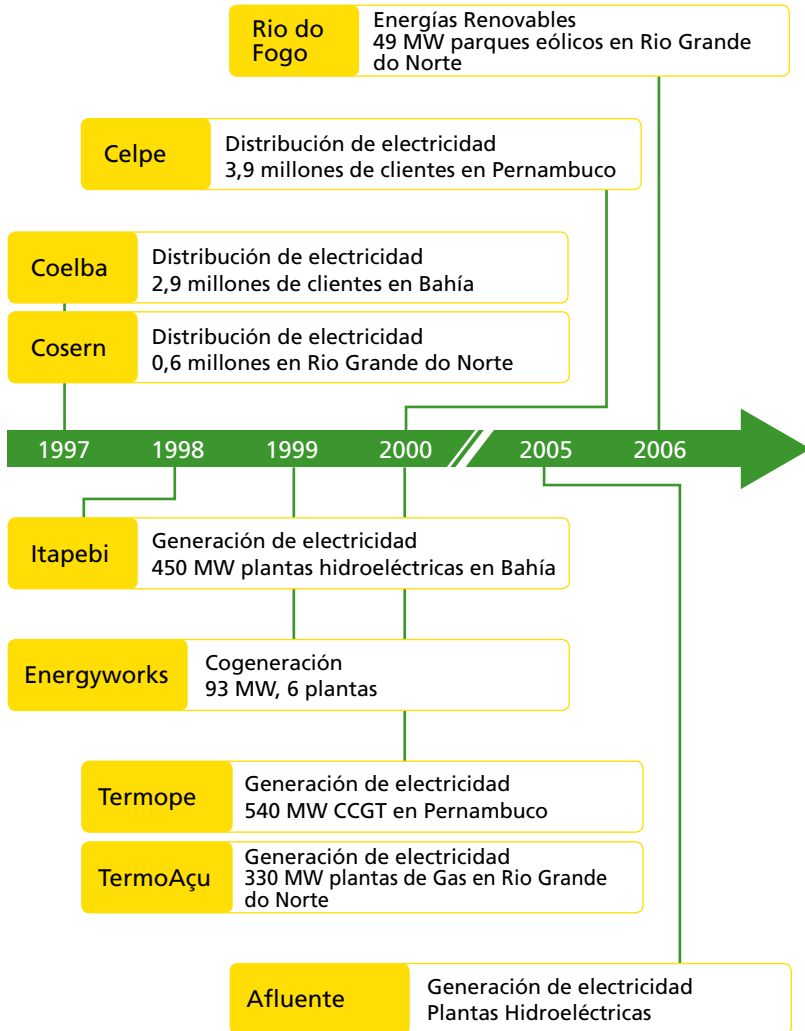 Rio do
Fogo
Energías Renovables
49 MW parques eólicos en Rio Grande
do Norte
Celpe
Distribución de electricidad
3,9 millones de clientes en Pernambuco
Coelba
Distribución de electricidad
2,9 millones de clientes en Bahía
Cosern
Distribución de electricidad
0,6 millones en Rio Grande do Norte
1997 1998 1999 2000 2005 2006
Itapebi
Generación de electricidad
450 MW plantas hidroeléctricas en Bahía
Energyworks
Cogeneración
93 MW, 6 plantas
Termope
Generación de electricidad
540 MW CCGT en Pernambuco
TermoAçu
Generación de electricidad
330 MW plantas de Gas en Rio Grande
do Norte
Afluente
Generación de electricidad
Plantas Hidroeléctricas